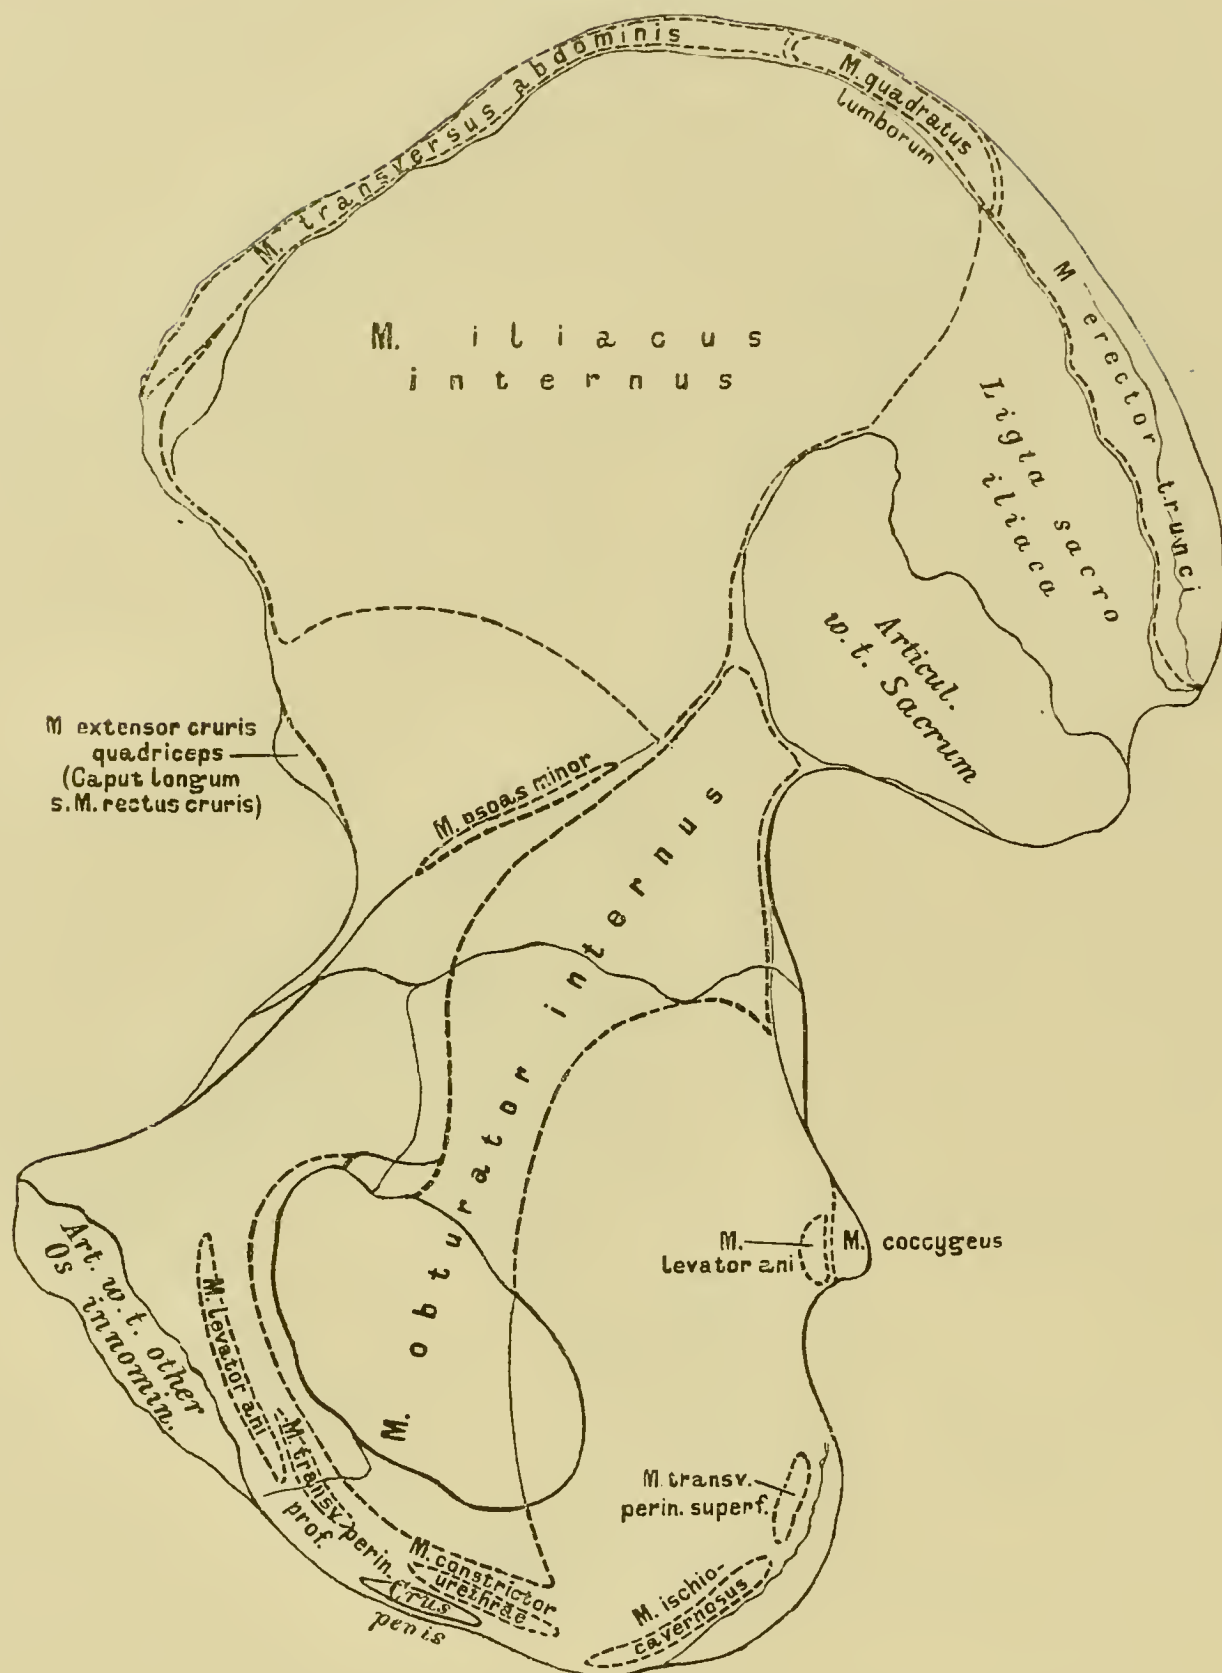 M. transversus abdominis
M. quadratus
lumborum
M erector trunci
M. iliacus
internus
Ligta sacro
iliaca
Articul.
w. t. Sacrum
M extensor cruris
quadriceps
(Caput longum
s. M. rectus cruris)
M. psoas minor
M. obturator internus
M.
levator ani
M. coccygeus
Art. w. t. other
Os innomin.
M. levator ani
M. transv. perin.
prof.
M. constrictor
urethrae
Crus
penis
M. transv.
perin. superf.
M. ischio-
cavernosus